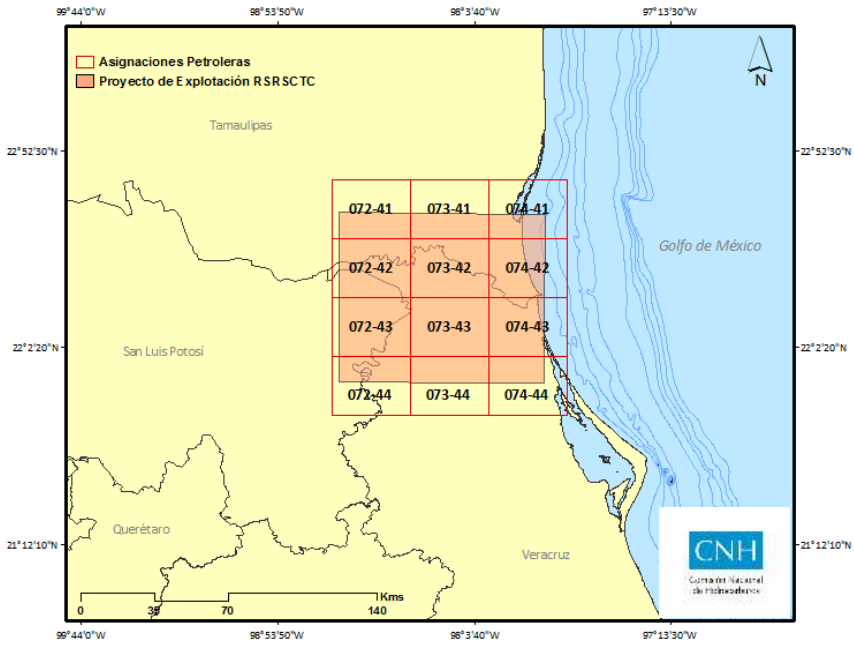 99°44'0"W 98°53'50"W 98°3'40"W 97°13'30"W
Asignaciones Petroleras
Proyecto de Explotación RSRSCTC
N
Tamaulipas
22°52'30"N 22°52'30"N
072-41 073-41 074-41
Golfo de México
072-42 073-42 074-42
072-43 073-43 074-43
22°2'20"N 22°2'20"N
San Luis Potosí
072-44 073-44 074-44
Querétaro
21°12'10"N 21°12'10"N
Veracruz
CNH
Comisión Nacional
de Hidrocarburos
Kms
0 35 70 140
99°44'0"W 98°53'50"W 98°3'40"W 97°13'30"W